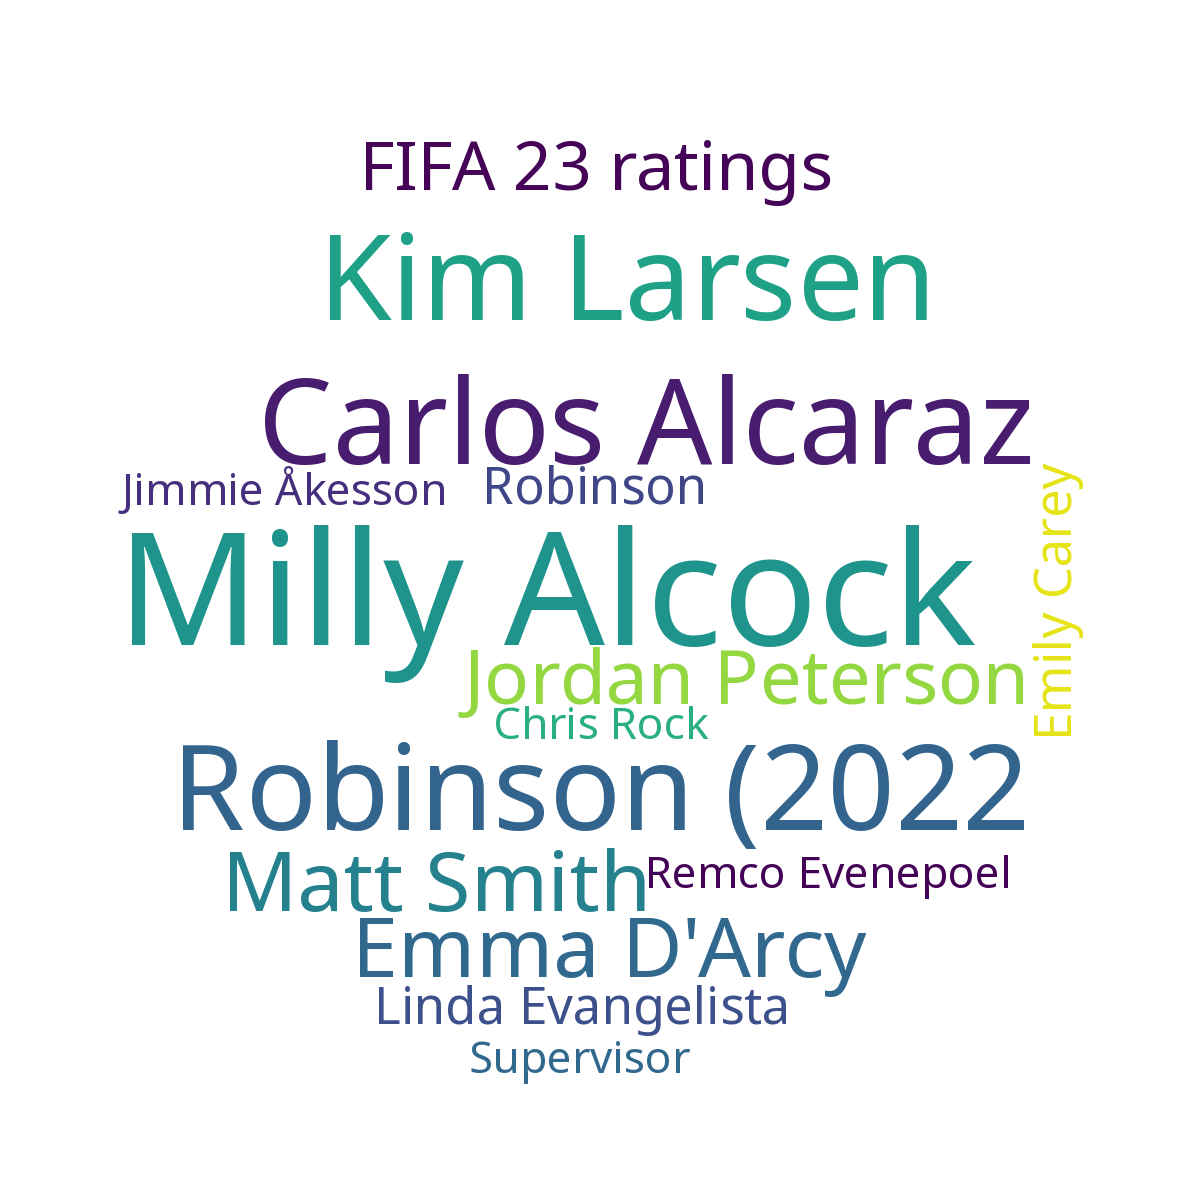 FIFA 23 ratings
Kim Larsen
Carlos Alcaraz
Jimmie Åkesson
Robinson
Emily Carey
Milly Alcock
Jordan Peterson
Chris Rock
Robinson (2022
Matt Smith
Remco Evenepoel
Emma D'Arcy
Linda Evangelista
Supervisor